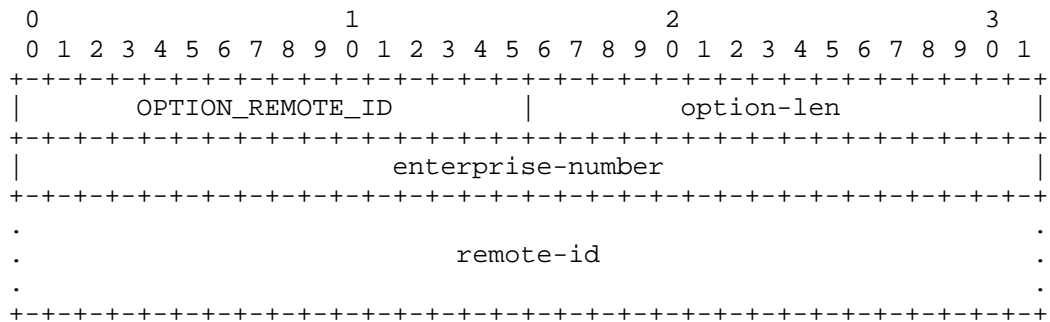 0                   1                   2                   3
 0 1 2 3 4 5 6 7 8 9 0 1 2 3 4 5 6 7 8 9 0 1 2 3 4 5 6 7 8 9 0 1
+-+-+-+-+-+-+-+-+-+-+-+-+-+-+-+-+-+-+-+-+-+-+-+-+-+-+-+-+-+-+-+-+
|       OPTION_REMOTE_ID        |         option-len            |
+-+-+-+-+-+-+-+-+-+-+-+-+-+-+-+-+-+-+-+-+-+-+-+-+-+-+-+-+-+-+-+-+
|                       enterprise-number                       |
+-+-+-+-+-+-+-+-+-+-+-+-+-+-+-+-+-+-+-+-+-+-+-+-+-+-+-+-+-+-+-+-+
.                                                               .
.                           remote-id                           .
.                                                               .
+-+-+-+-+-+-+-+-+-+-+-+-+-+-+-+-+-+-+-+-+-+-+-+-+-+-+-+-+-+-+-+-+